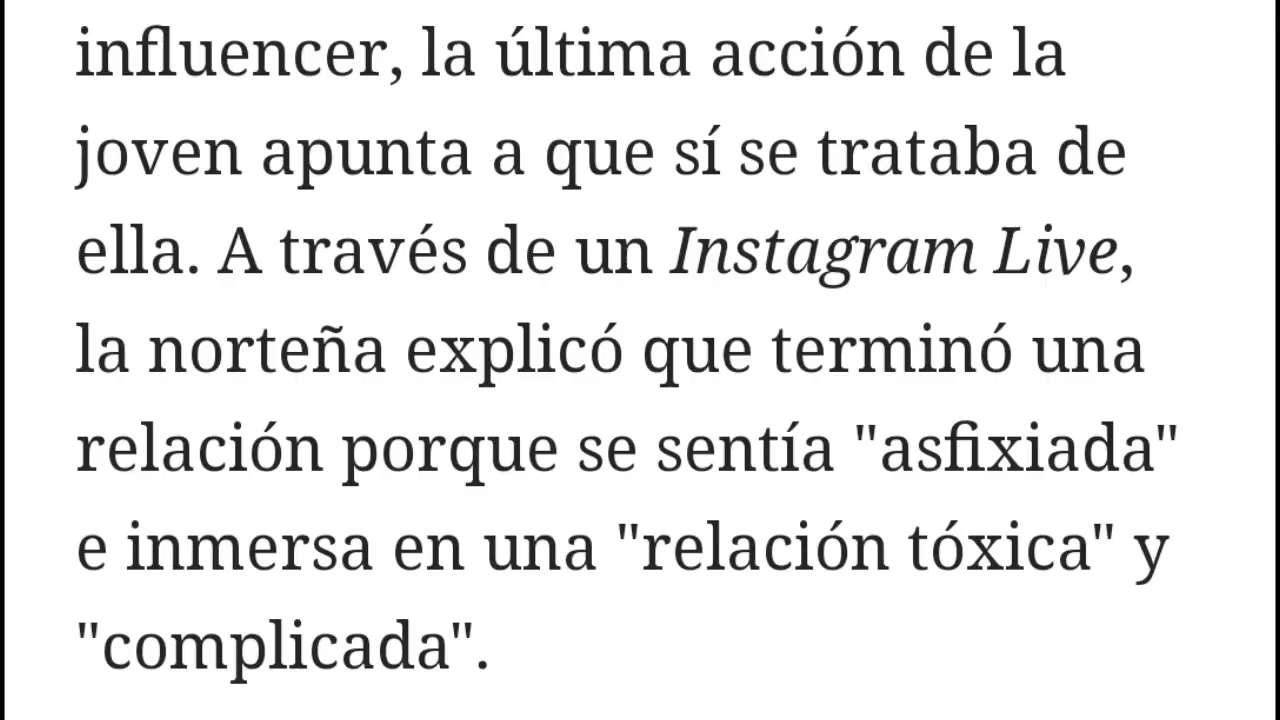 influencer, la última acción de la
joven apunta a que sí se trataba de
ella. A través de un Instagram Live,
la norteña explicó que terminó una
relación porque se sentía "asfixiada"
e inmersa en una "relación tóxica" y
"complicada".